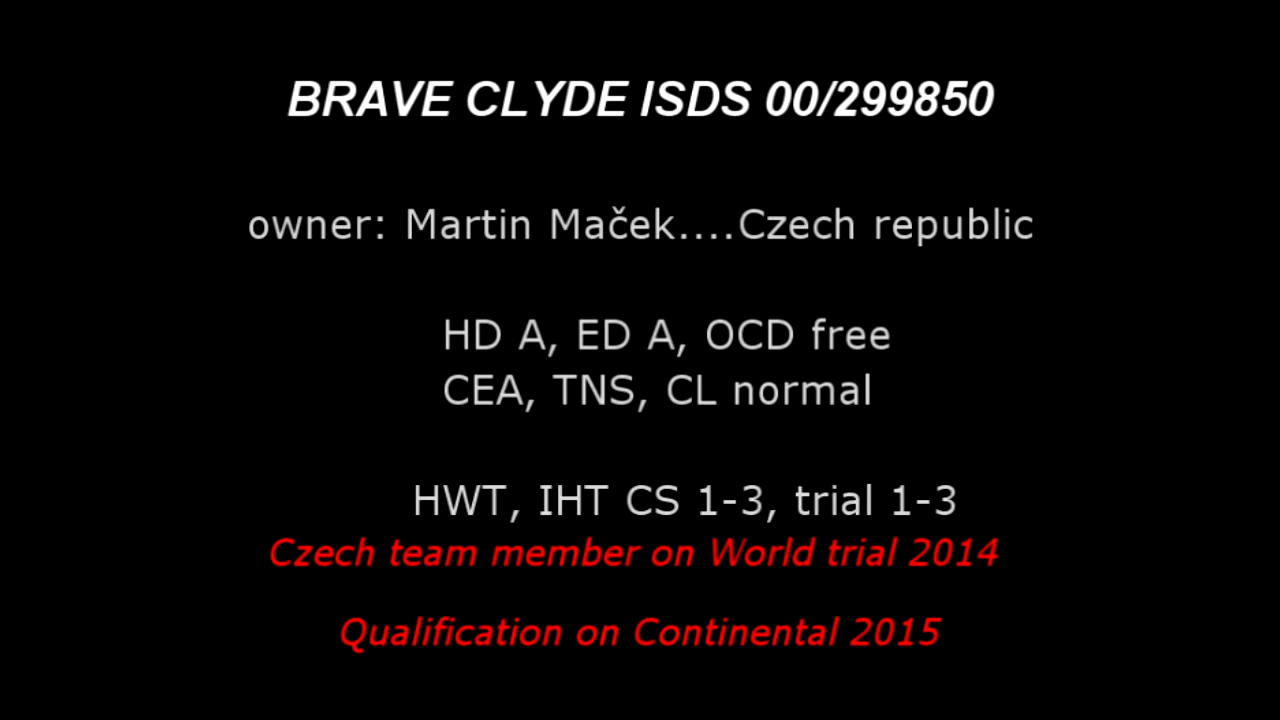 BRAVE CLYDE ISDS 00/299850
owner: Martin Maček....Czech republic
HD A, ED A, OCD free
CEA, TNS, CL normal
HWT, IHT CS 1-3, trial 1-3
Czech team member on World trial 2014
Qualification on Continental 2015